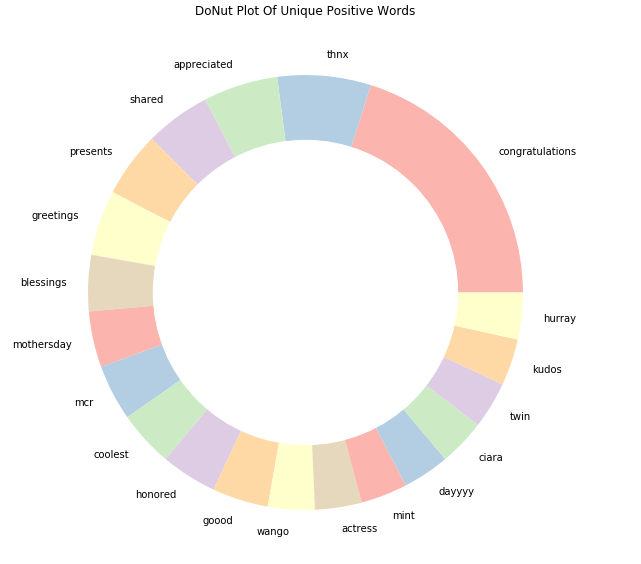 DoNut Plot Of Unique Positive Words
thnx
appreciated
shared
congratulations
presents
greetings
blessings
hurray
mothersday
kudos
mcr
twin
coolest
ciara
honored
dayyyy
goood
mint
wango
actress